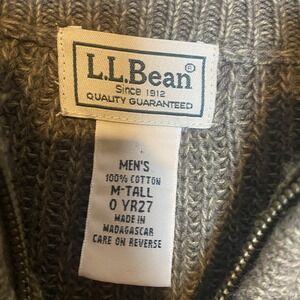 L.L.Bean®
Since 1912
QUALITY GUARANTEED
MEN'S
100% COTTON
M-TALL
0 YR27
MADE IN
MADAGASCAR
CARE ON REVERSE